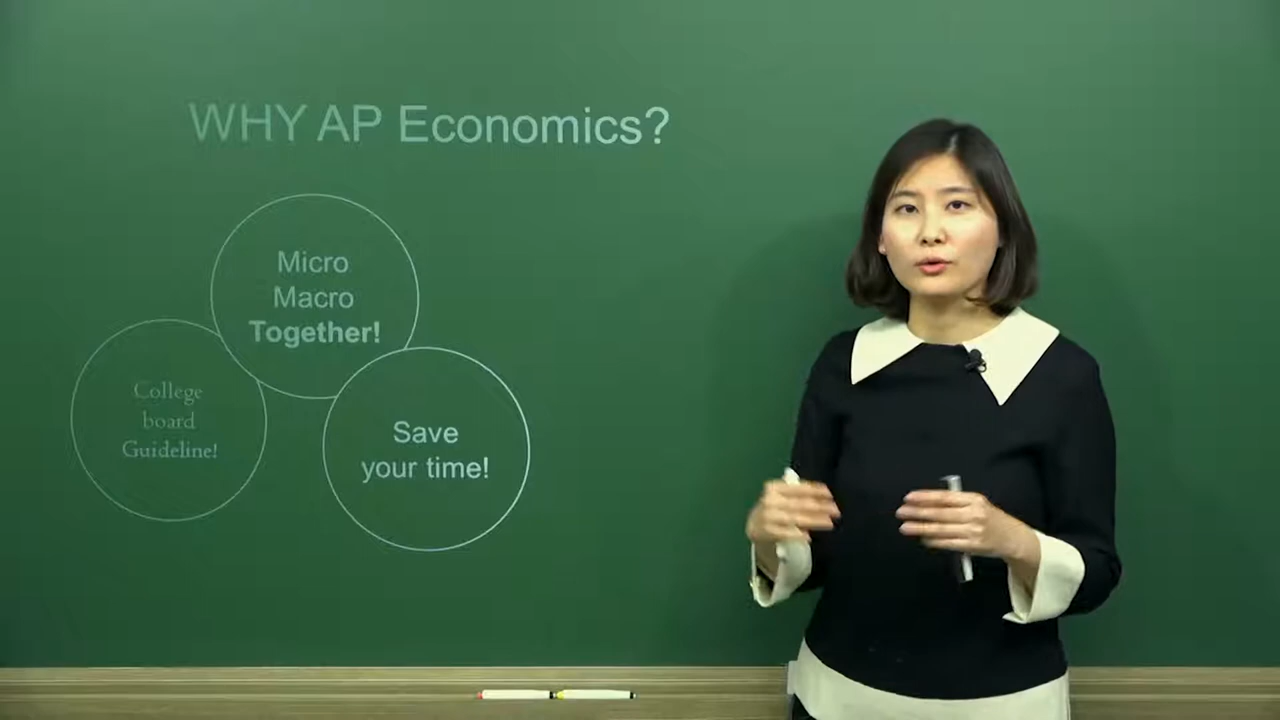 WHY AP Economics?
Micro
Macro
Together!
College
board
Guideline!
Save
your time!